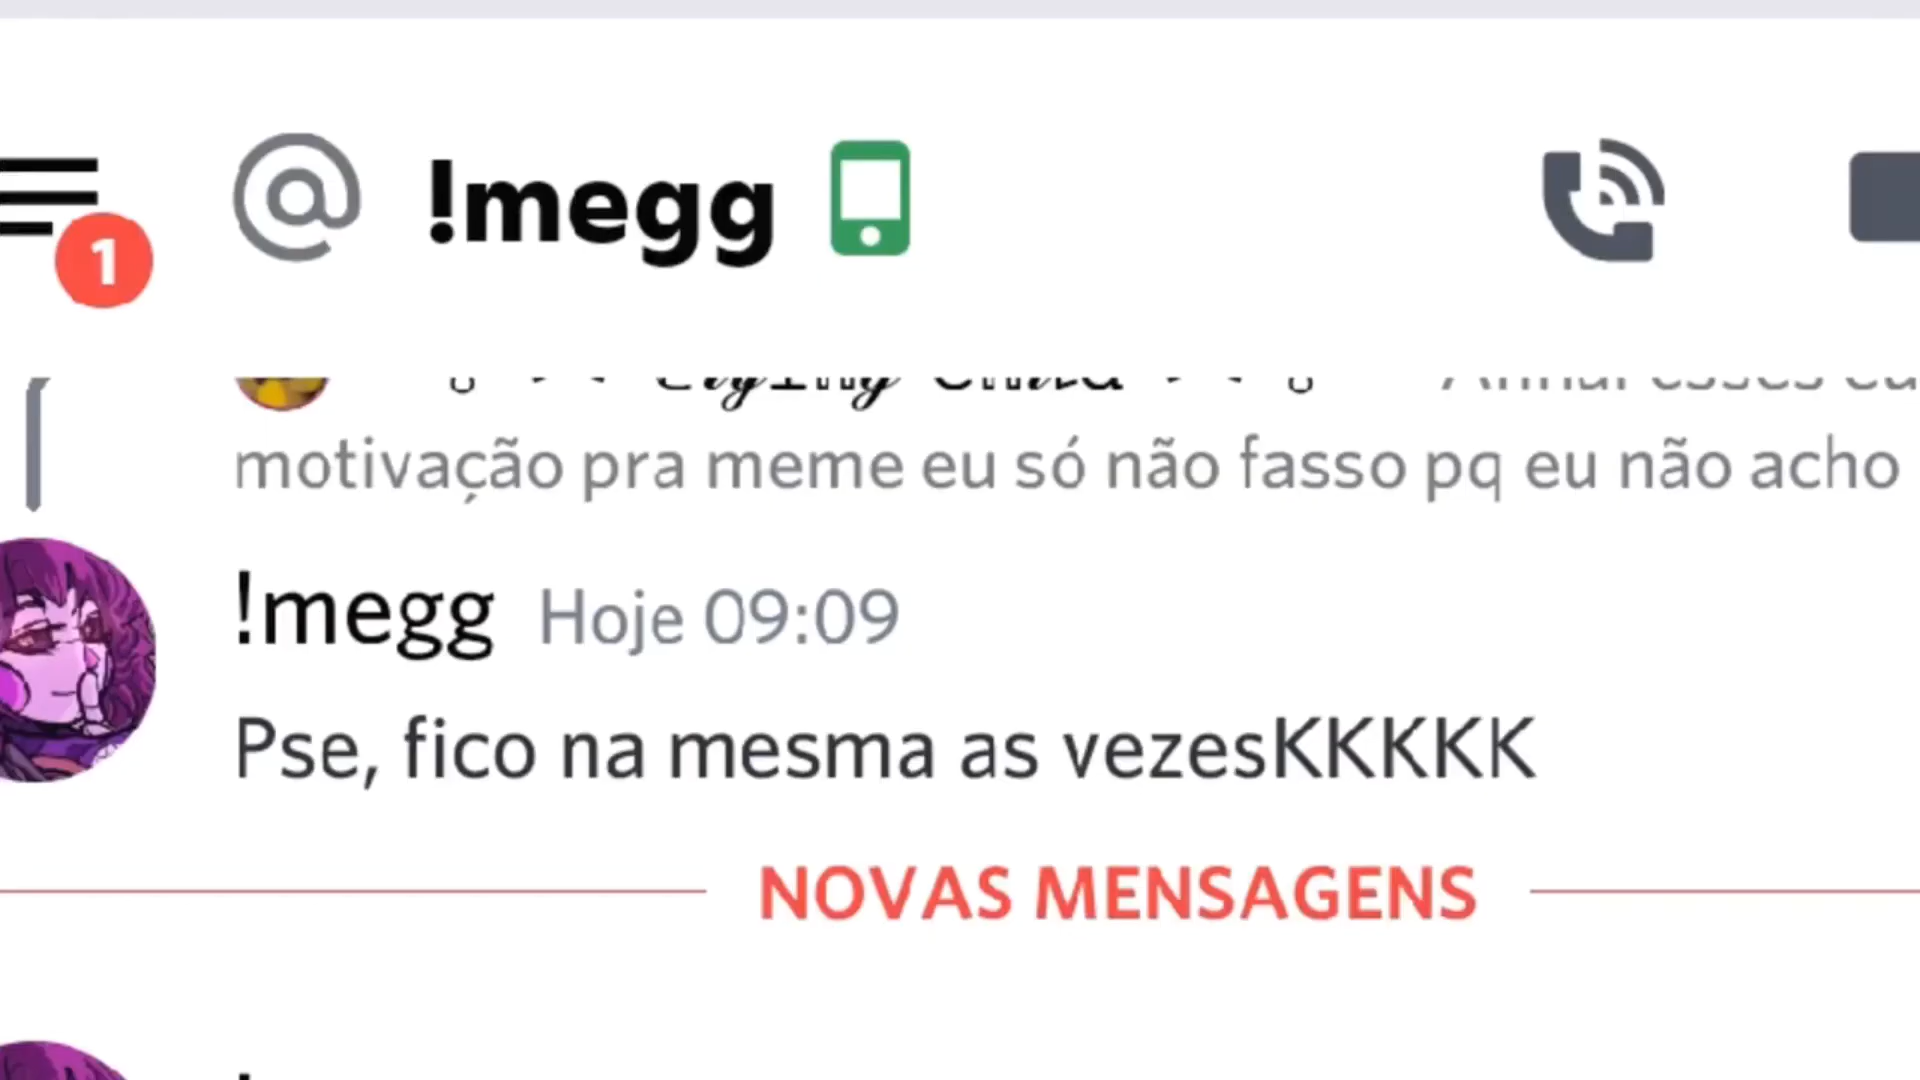 1
@ !megg
motivação pra meme eu só não fasso pq eu não acho
!megg Hoje 09:09
Pse, fico na mesma as vezesKKKKK
NOVAS MENSAGENS